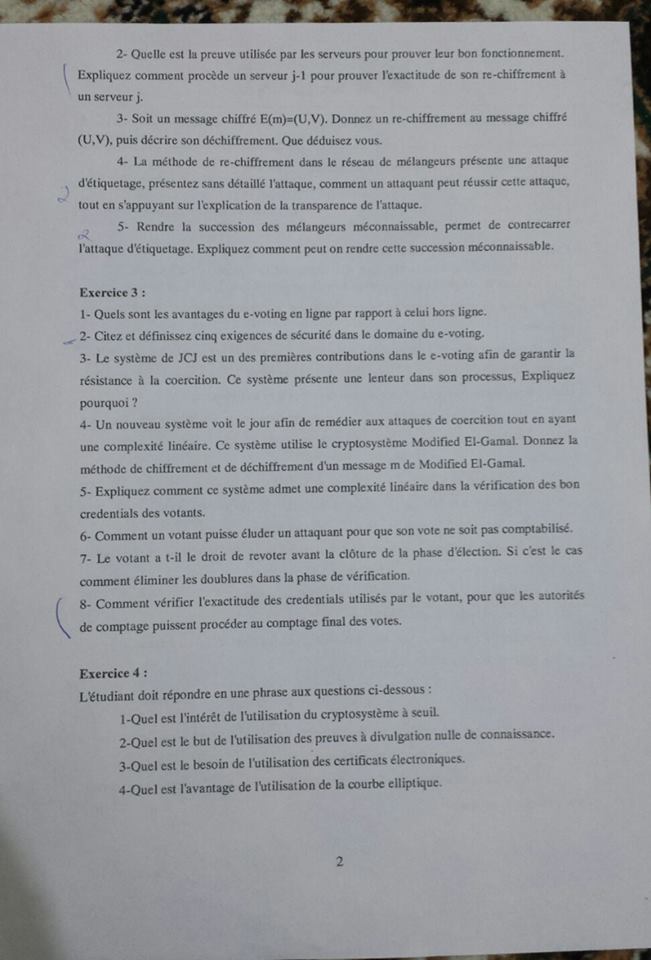 2- Quelle est la preuve utilisée par les serveurs pour prouver leur bon fonctionnement.
Expliquez comment procède un serveur j-1 pour prouver l'exactitude de son re-chiffrement à
un serveur j.
3- Soit un message chiffré E(m)=(U,V). Donnez un re-chiffrement au message chiffré
(U,V), puis décrire son déchiffrement. Que déduisez vous.
4- La méthode de re-chiffrement dans le réseau de mélangeurs présente une attaque
d'étiquetage, présentez sans détaillé l'attaque, comment un attaquant peut réussir cette attaque,
2
tout en s'appuyant sur l'explication de la transparence de l'attaque.
5- Rendre la succession des mélangeurs méconnaissable, permet de contrecarrer
2
l'attaque d'étiquetage. Expliquez comment peut on rendre cette succession méconnaissable.
Exercice 3 :
1- Quels sont les avantages du e-voting en ligne par rapport à celui hors ligne.
2- Citez et définissez cinq exigences de sécurité dans le domaine du e-voting.
3- Le système de JCJ est un des premières contributions dans le e-voting afin de garantir la
résistance à la coercition. Ce système présente une lenteur dans son processus, Expliquez
pourquoi ?
4- Un nouveau système voit le jour afin de remédier aux attaques de coercition tout en ayant
une complexité linéaire. Ce système utilise le cryptosystème Modified El-Gamal. Donnez la
méthode de chiffrement et de déchiffrement d'un message m de Modified El-Gamal.
5- Expliquez comment ce système admet une complexité linéaire dans la vérification des bon
credentials des votants.
6- Comment un votant puisse éluder un attaquant pour que son vote ne soit pas comptabilisé.
7- Le votant a t-il le droit de revoter avant la clôture de la phase d'élection. Si c'est le cas
comment éliminer les doublures dans la phase de vérification.
8- Comment vérifier l'exactitude des credentials utilisés par le votant, pour que les autorités
de comptage puissent procéder au comptage final des votes.
Exercice 4 :
L'étudiant doit répondre en une phrase aux questions ci-dessous :
1-Quel est l'intérêt de l'utilisation du cryptosystème à seuil.
2-Quel est le but de l'utilisation des preuves à divulgation nulle de connaissance.
3-Quel est le besoin de l'utilisation des certificats électroniques.
4-Quel est l'avantage de l'utilisation de la courbe elliptique.
2